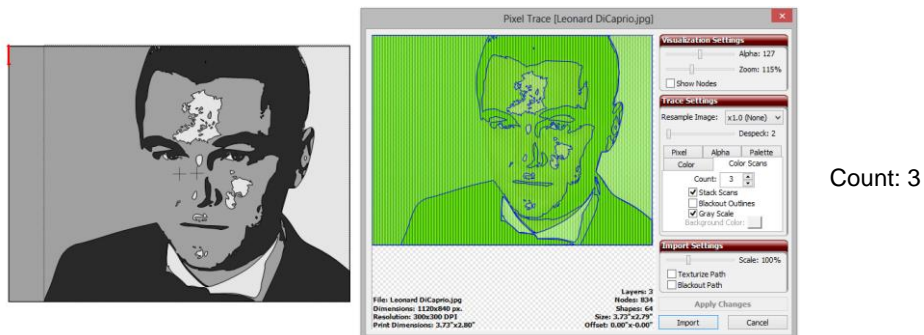 Pixel Trace [Leonard DiCaprio.jpg]
Visualization Settings
Alpha: 127
Zoom: 115%
Show Nodes
Trace Settings
Resample Image: x1.0 (None)
Despeck: 2
Pixel Alpha Palette
Color Color Scans
Count: 3
Stack Scans
Blackout Outlines
Gray Scale
Background Color:
Import Settings
Scale: 100%
Texturize Path
Blackout Path
Apply Changes
Import Cancel
File: Leonard DiCaprio.jpg
Dimensions: 1120x840 px.
Resolution: 300x300 DPI
Print Dimensions: 3.73"x2.80"
Layers: 3
Nodes: 834
Shapes: 64
Size: 3.73"x2.79"
Offset: 0.00"x-0.00"
Count: 3